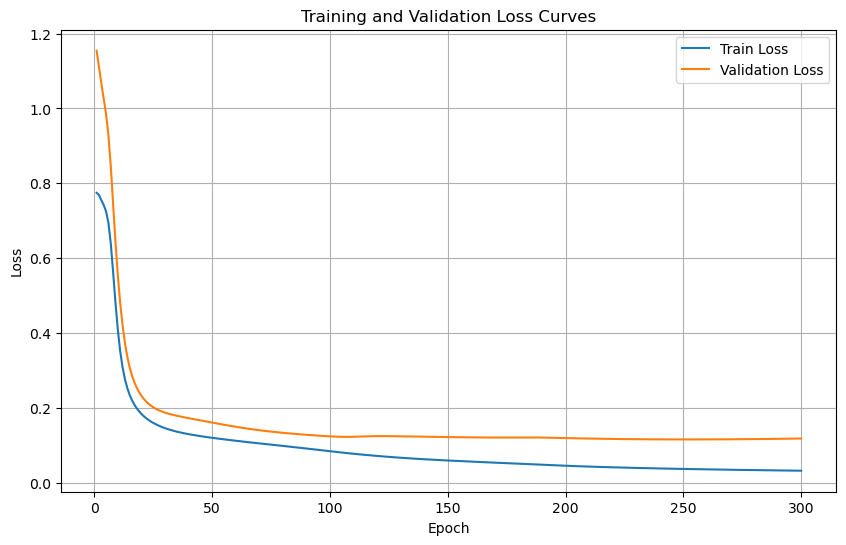 Training and Validation Loss Curves
Train Loss
Validation Loss
1.2
1.0
0.8
0.6
0.4
0.2
0.0
Loss
0 50 100 150 200 250 300
Epoch